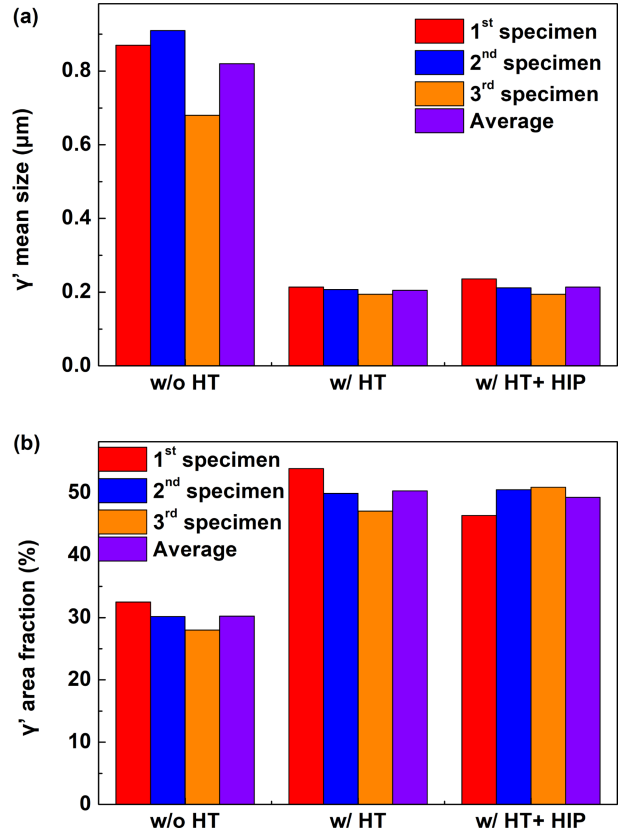 (a)
γ’ mean size (μm)
0.8
0.6
0.4
0.2
0.0
1st specimen
2nd specimen
3rd specimen
Average
w/o HT
w/ HT
w/ HT+ HIP
(b)
γ’ area fraction (%)
50
40
30
20
10
0
1st specimen
2nd specimen
3rd specimen
Average
w/o HT
w/ HT
w/ HT+ HIP